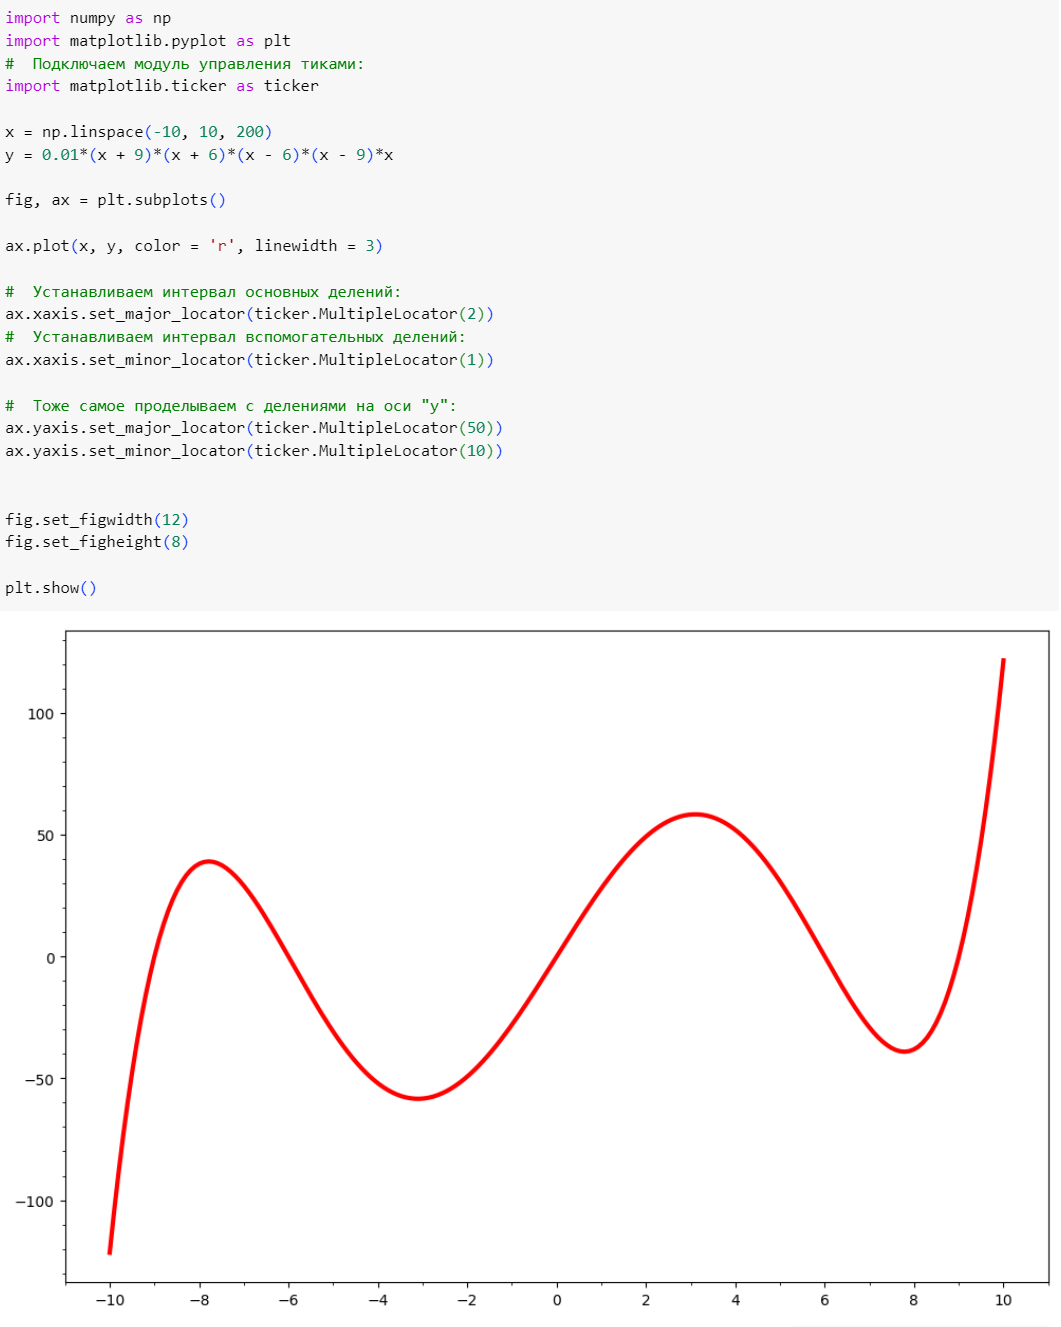 import numpy as np
import matplotlib.pyplot as plt
#  Подключаем модуль управления тиками:
import matplotlib.ticker as ticker
x = np.linspace(-10, 10, 200)
y = 0.01*(x + 9)*(x + 6)*(x - 6)*(x - 9)*x
fig, ax = plt.subplots()
ax.plot(x, y, color = 'r', linewidth = 3)
#  Устанавливаем интервал основных делений:
ax.xaxis.set_major_locator(ticker.MultipleLocator(2))
#  Устанавливаем интервал вспомогательных делений:
ax.xaxis.set_minor_locator(ticker.MultipleLocator(1))
#  Тоже самое проделываем с делениями на оси "y":
ax.yaxis.set_major_locator(ticker.MultipleLocator(50))
ax.yaxis.set_minor_locator(ticker.MultipleLocator(10))
fig.set_figwidth(12)
fig.set_figheight(8)
plt.show()
100
50
0
−50
−100
−10 −8 −6 −4 −2 0 2 4 6 8 10